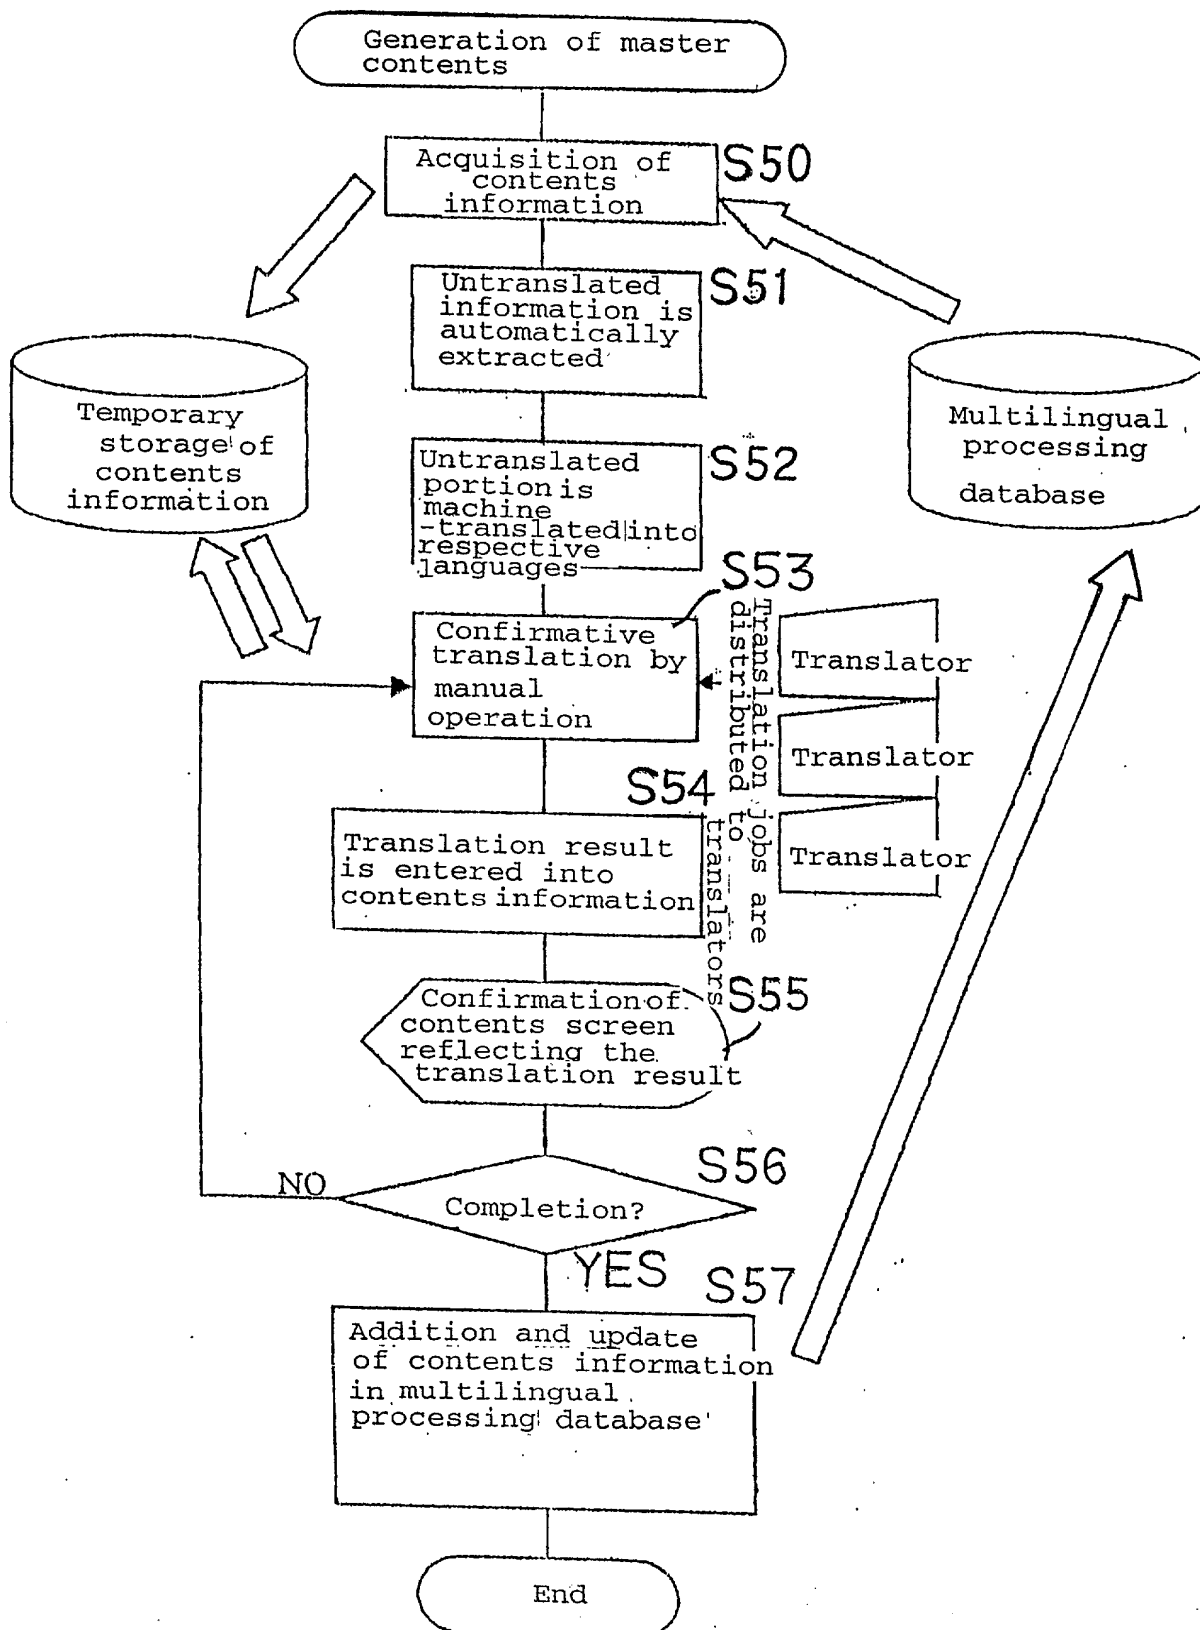 Generation of master
contents
Acquisition of
contents
information
S50
Untranslated
information is
automatically
extracted
S51
Temporary
storage of
contents
information
Multilingual
processing
database
Untranslated
portion is
machine
-translated into
respective
languages
S52
S53
Confirmative
translation by
manual
operation
Translation jobs are
distributed to
translators
Translator
Translator
Translator
S54
Translation result
is entered into
contents information
S55
Confirmation of
contents screen
reflecting the
translation result
S56
NO
Completion?
YES
S57
Addition and update
of contents information
in multilingual
processing database
End